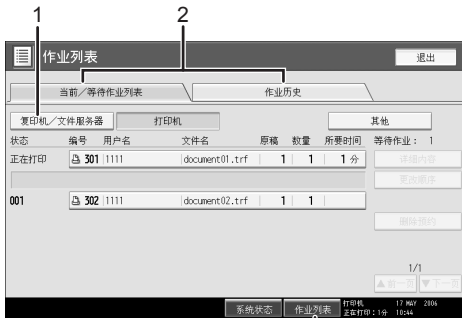 1 2
作业列表 退出
当前／等待作业列表 作业历史
复印机／文件服务器 打印机 其他
状态 编号 用户名 文件名 原稿 数量 所要时间 等待作业： 1
正在打印 301 1111 document01.trf 1 1 1 分 详细内容
更改顺序
001 302 1111 document02.trf 1 1
删除预约
1/1
▲前一页 ▼下一页
系统状态 作业列表 打印机 17 MAY 2006
正在打印：1分 10:44